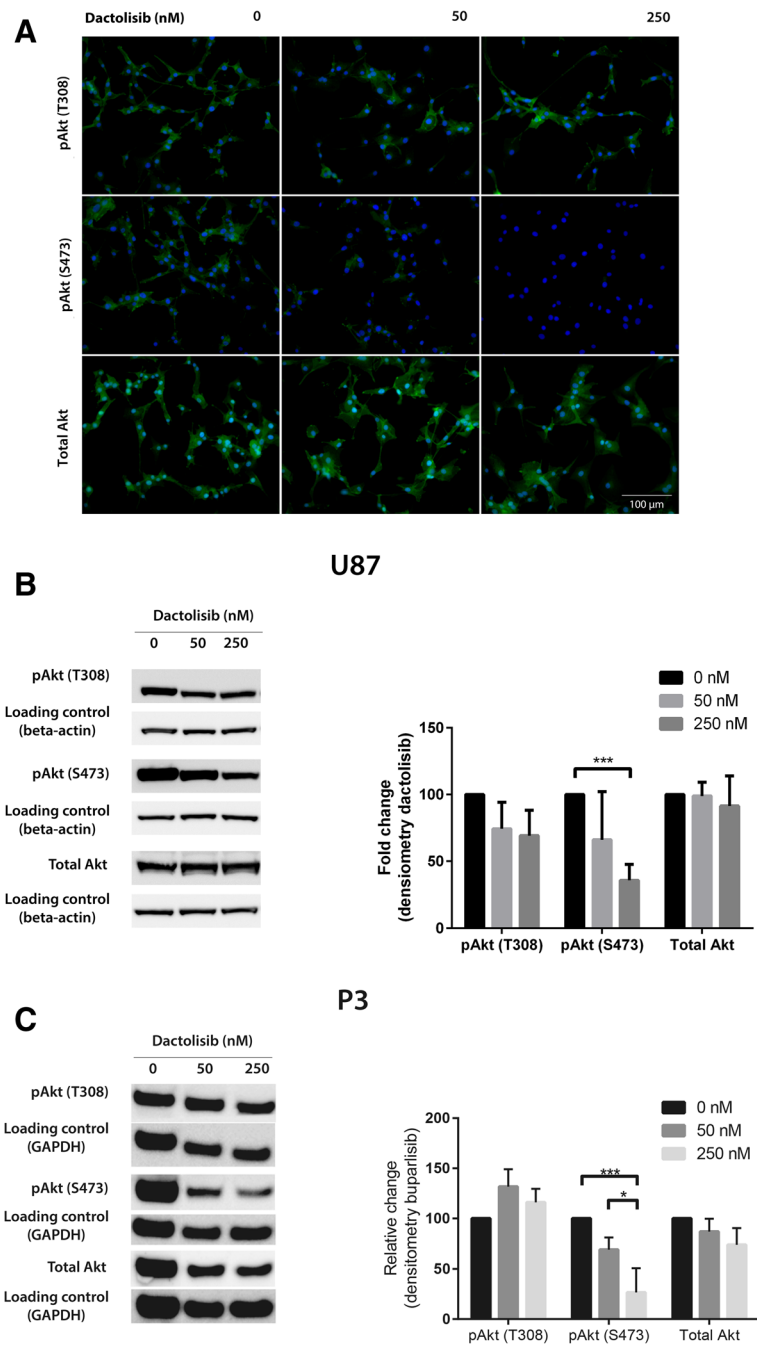 A
Dactolisib (nM) 0 50 250
pAkt (T308)
pAkt (S473)
Total Akt
100 µm
U87
B
Dactolisib (nM)
0 50 250
pAkt (T308)
Loading control
(beta-actin)
pAkt (S473)
Loading control
(beta-actin)
Total Akt
Loading control
(beta-actin)
0 nM
50 nM
250 nM
Fold change
(densiometry dactolisib)
150
100
50
0
***
pAkt (T308) pAkt (S473) Total Akt
P3
C
Dactolisib (nM)
0 50 250
pAkt (T308)
Loading control
(GAPDH)
pAkt (S473)
Loading control
(GAPDH)
Total Akt
Loading control
(GAPDH)
0 nM
50 nM
250 nM
Relative change
(densitometry buparlisib)
200
150
100
50
0
***
*
pAkt (T308) pAkt (S473) Total Akt